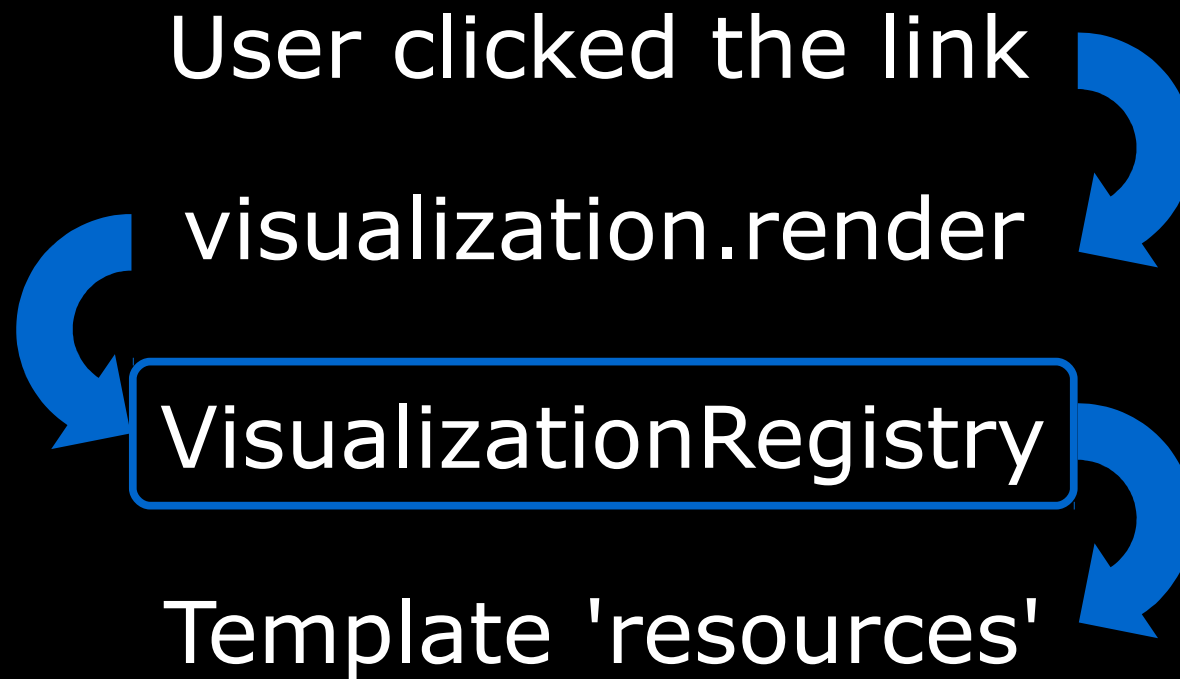 User clicked the link
visualization.render
VisualizationRegistry
Template 'resources'